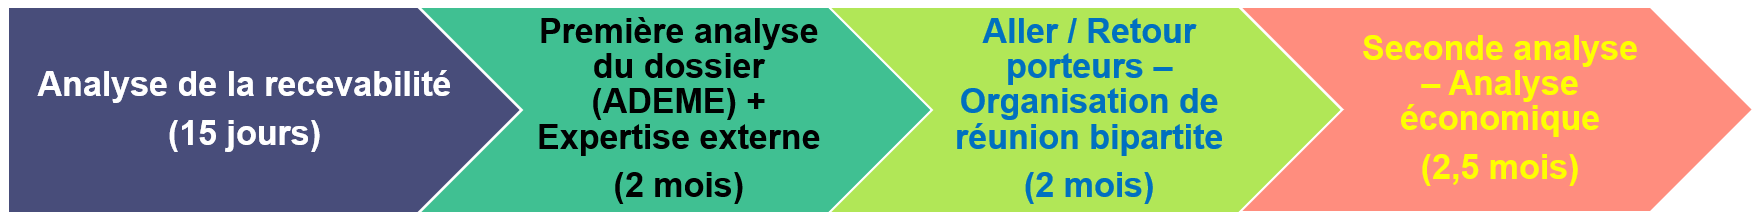 Analyse de la recevabilité
(15 jours)
Première analyse
du dossier
(ADEME) +
Expertise externe
(2 mois)
Aller / Retour
porteurs –
Organisation de
réunion bipartite
(2 mois)
Seconde analyse
– Analyse
économique
(2,5 mois)